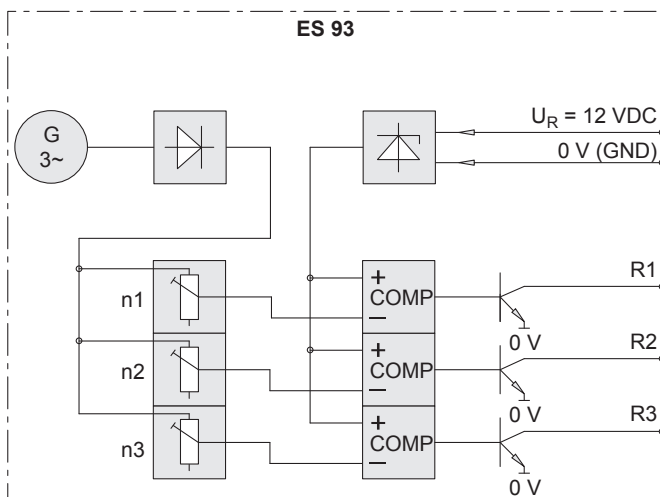 ES 93
G
3~
U_R = 12 VDC
0 V (GND)
n1
+
COMP
−
R1
0 V
n2
+
COMP
−
R2
0 V
n3
+
COMP
−
R3
0 V